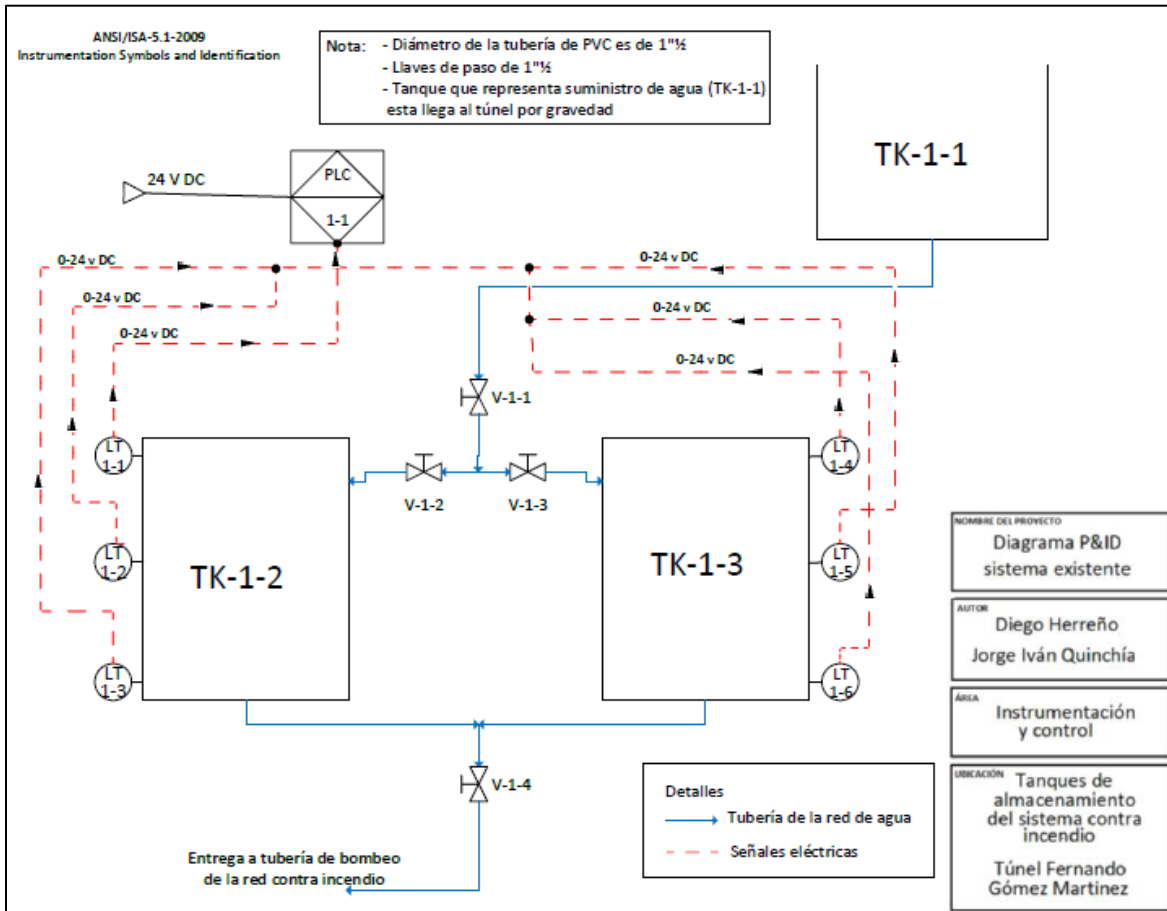 ANSI/ISA-5.1-2009
Instrumentation Symbols and Identification
Nota: - Diámetro de la tubería de PVC es de 1"½
- Llaves de paso de 1"½
- Tanque que representa suministro de agua (TK-1-1)
esta llega al túnel por gravedad
TK-1-1
24 V DC
PLC
1-1
0-24 v DC
0-24 v DC
0-24 v DC
0-24 v DC
0-24 v DC
0-24 v DC
V-1-1
LT
1-1
LT
1-4
V-1-2
V-1-3
LT
1-2
TK-1-2
TK-1-3
LT
1-5
LT
1-3
LT
1-6
V-1-4
Entrega a tubería de bombeo
de la red contra incendio
Detalles
Tubería de la red de agua
Señales eléctricas
NOMBRE DEL PROYECTO
Diagrama P&ID
sistema existente
AUTOR
Diego Herreño
Jorge Iván Quinchía
ÁREA
Instrumentación
y control
UBICACIÓN
Tanques de
almacenamiento
del sistema contra
incendio
Túnel Fernando
Gómez Martinez